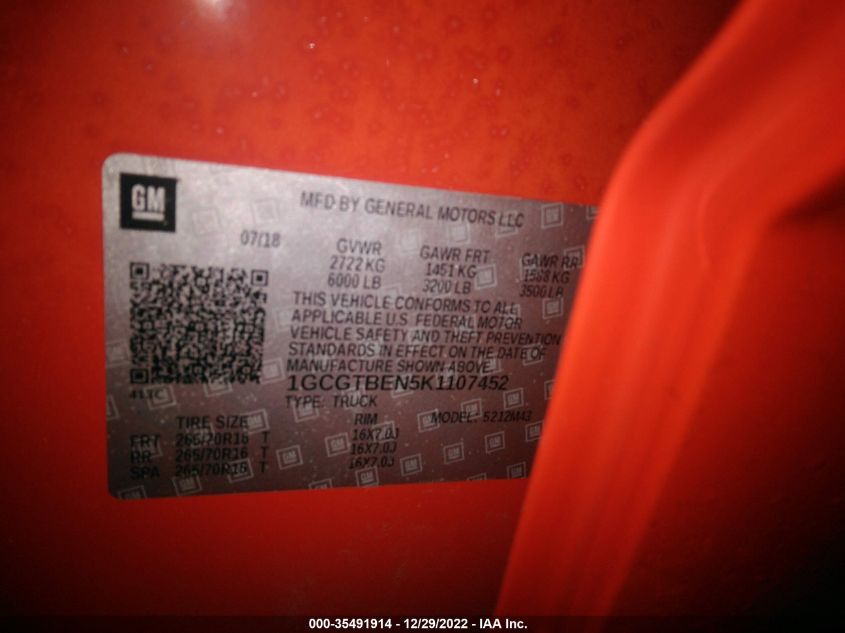 GM
MFD BY GENERAL MOTORS LLC
07/18 GVWR GAWR FRT GAWR RR
2722 KG 1451 KG 1588 KG
6000 LB 3200 LB 3500 LB
THIS VEHICLE CONFORMS TO ALL
APPLICABLE U.S. FEDERAL MOTOR
VEHICLE SAFETY AND THEFT PREVENTION
STANDARDS IN EFFECT ON THE DATE OF
MANUFACTURE SHOWN ABOVE.
1GCGTBEN5K1107452
TYPE: TRUCK
TIRE SIZE RIM MODEL:
FRT 265/70R16 T 16X7.0J
RR 265/70R16 T 16X7.0J
SPA 265/70R16 T 16X7.0J
000-35491914 - 12/29/2022 - IAA Inc.